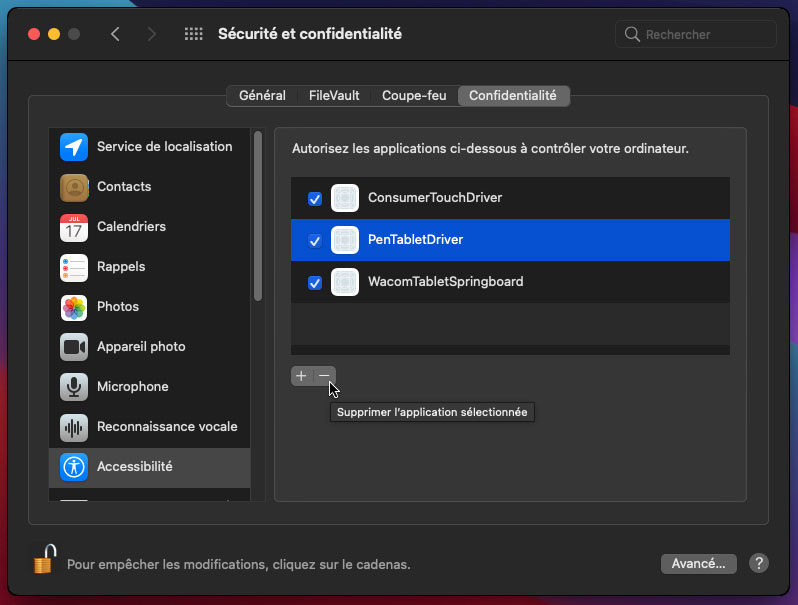 Sécurité et confidentialité
Rechercher
Général
FileVault
Coupe-feu
Confidentialité
Service de localisation
Contacts
JUL
17
Calendriers
Rappels
Photos
Appareil photo
Microphone
Reconnaissance vocale
Accessibilité
Autorisez les applications ci-dessous à contrôler votre ordinateur.
ConsumerTouchDriver
PenTabletDriver
WacomTabletSpringboard
+ −
Supprimer l'application sélectionnée
Pour empêcher les modifications, cliquez sur le cadenas.
Avancé...
?